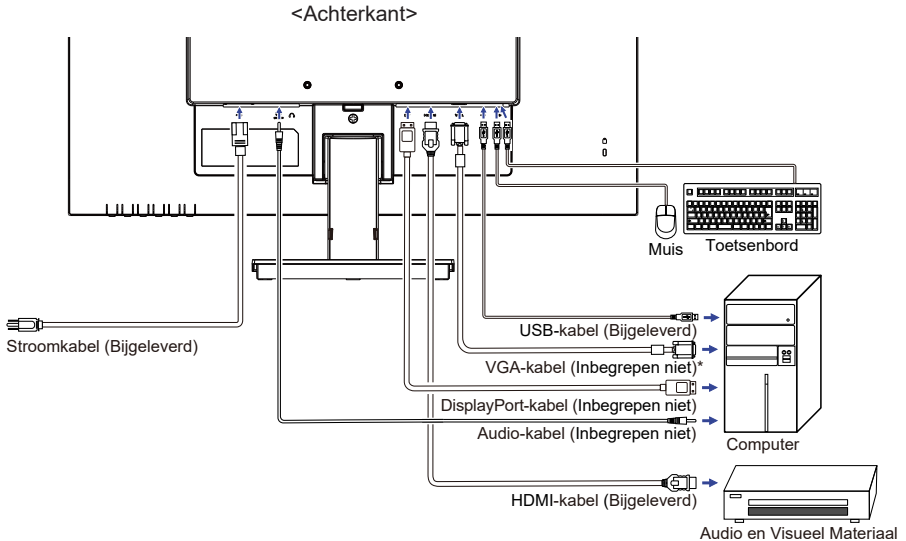 <Achterkant>
Muis
Toetsenbord
USB-kabel (Bijgeleverd)
Stroomkabel (Bijgeleverd)
VGA-kabel (Inbegrepen niet)*
DisplayPort-kabel (Inbegrepen niet)
Audio-kabel (Inbegrepen niet)
Computer
HDMI-kabel (Bijgeleverd)
Audio en Visueel Materiaal